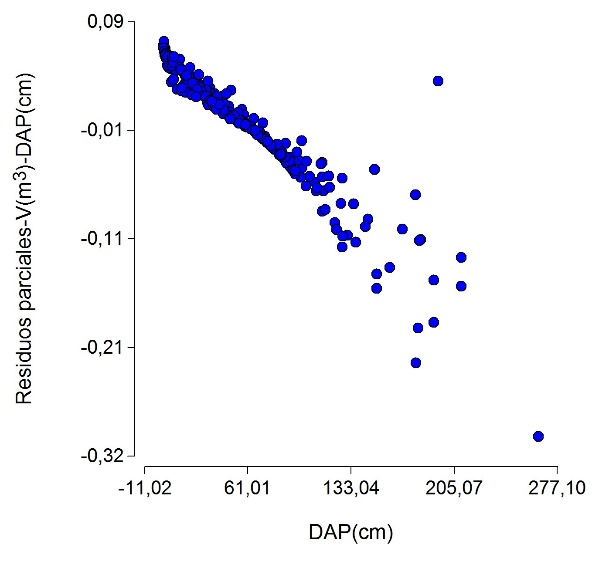 Residuos parciales-V(m³)-DAP(cm)
0,09
-0,01
-0,11
-0,21
-0,32
-11,02 61,01 133,04 205,07 277,10
DAP(cm)